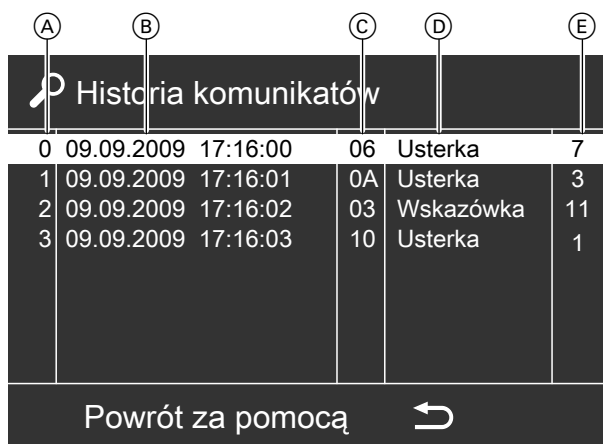 A B C D E
Historia komunikatów
0 09.09.2009 17:16:00 06 Usterka 7
1 09.09.2009 17:16:01 0A Usterka 3
2 09.09.2009 17:16:02 03 Wskazówka 11
3 09.09.2009 17:16:03 10 Usterka 1
Powrót za pomocą